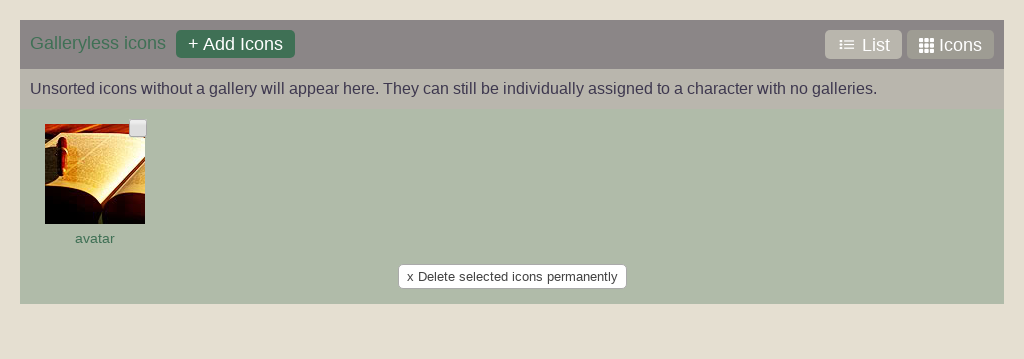 Galleryless icons + Add Icons List Icons
Unsorted icons without a gallery will appear here. They can still be individually assigned to a character with no galleries.
avatar
x Delete selected icons permanently